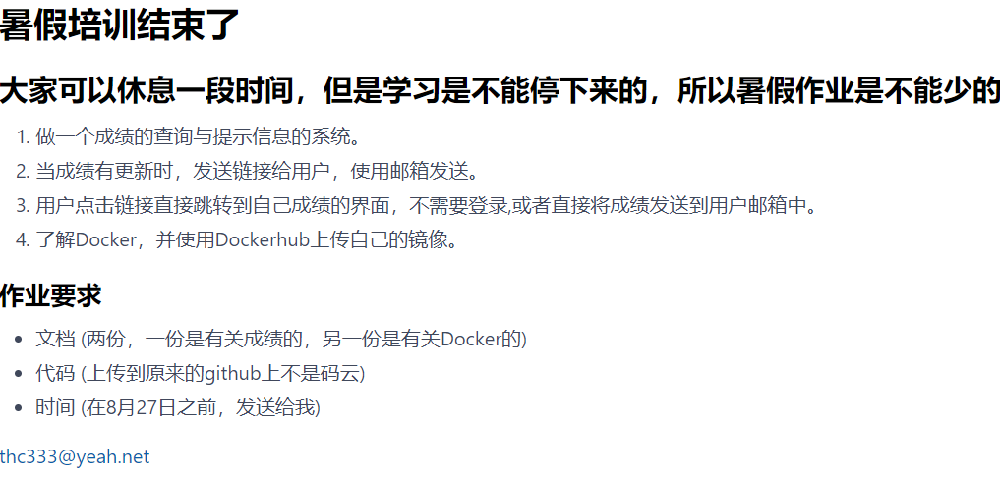 暑假培训结束了
大家可以休息一段时间，但是学习是不能停下来的，所以暑假作业是不能少的
1. 做一个成绩的查询与提示信息的系统。
2. 当成绩有更新时，发送链接给用户，使用邮箱发送。
3. 用户点击链接直接跳转到自己成绩的界面，不需要登录,或者直接将成绩发送到用户邮箱中。
4. 了解Docker，并使用Dockerhub上传自己的镜像。
作业要求
• 文档 (两份，一份是有关成绩的，另一份是有关Docker的)
• 代码 (上传到原来的github上不是码云)
• 时间 (在8月27日之前，发送给我)
thc333@yeah.net